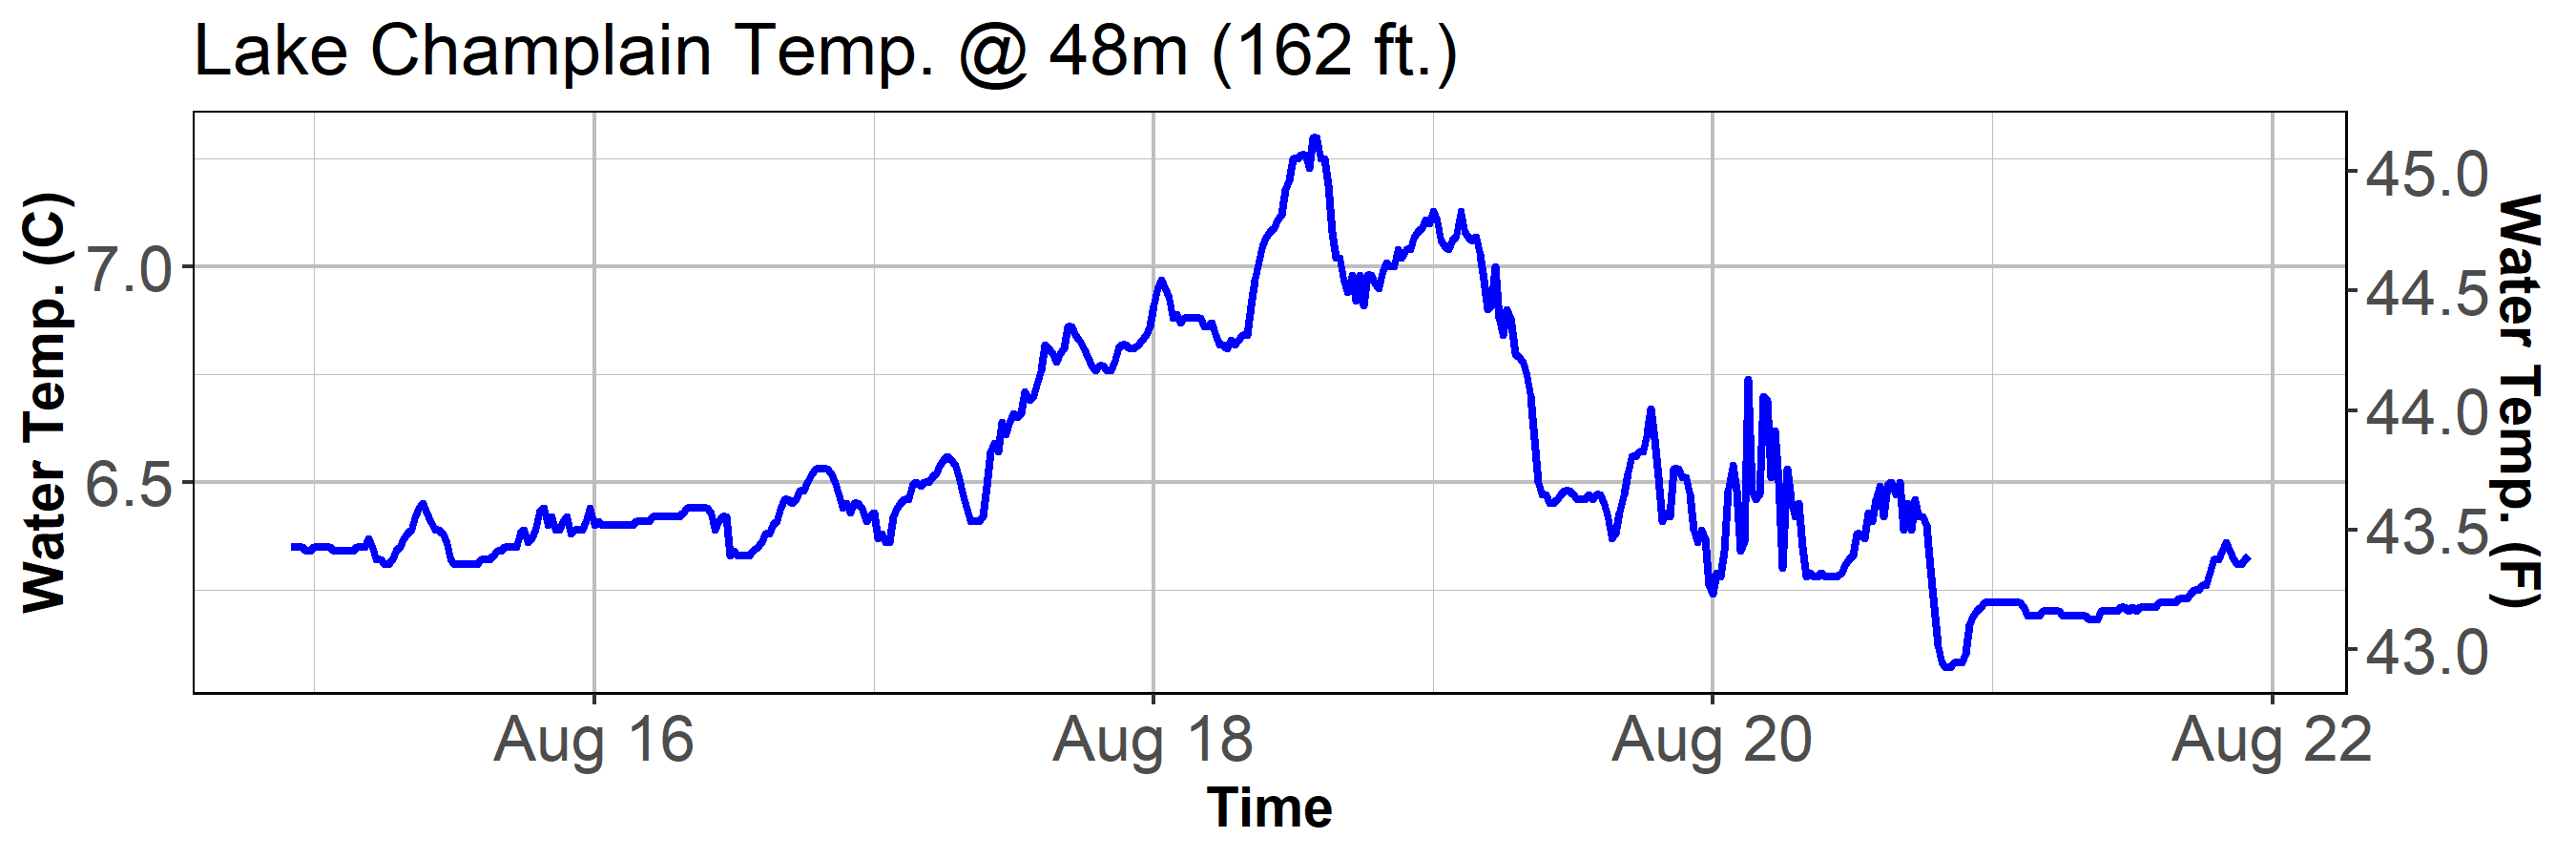 Lake Champlain Temp. @ 48m (162 ft.)
Water Temp. (C)
7.0
6.5
45.0
44.5
44.0
43.5
43.0
Water Temp. (F)
Aug 16
Aug 18
Aug 20
Aug 22
Time